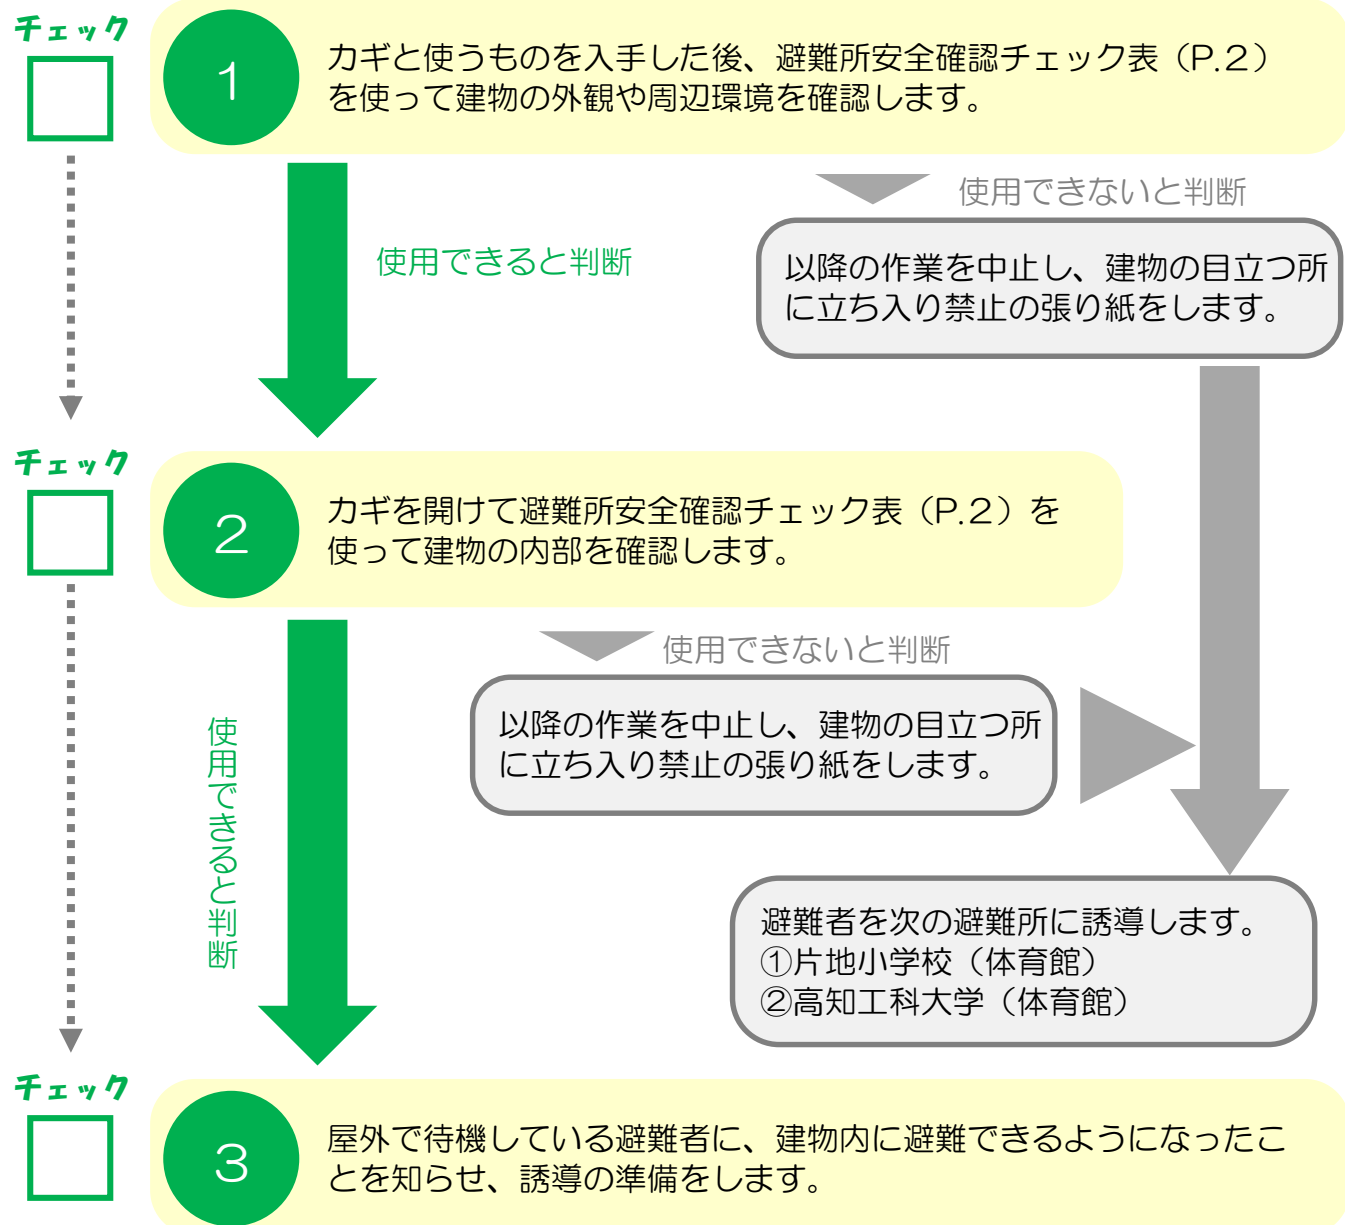 チェック
1
カギと使うものを入手した後、避難所安全確認チェック表（P.2）
を使って建物の外観や周辺環境を確認します。
使用できないと判断
使用できると判断
以降の作業を中止し、建物の目立つ所
に立ち入り禁止の張り紙をします。
チェック
2
カギを開けて避難所安全確認チェック表（P.2）を
使って建物の内部を確認します。
使用できないと判断
使用できると判断
以降の作業を中止し、建物の目立つ所
に立ち入り禁止の張り紙をします。
避難者を次の避難所に誘導します。
①片地小学校（体育館）
②高知工科大学（体育館）
チェック
3
屋外で待機している避難者に、建物内に避難できるようになったこ
とを知らせ、誘導の準備をします。